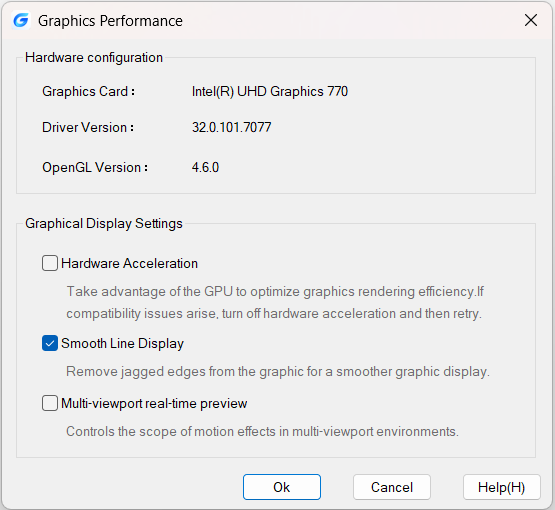 Graphics Performance
Hardware configuration
Graphics Card : Intel(R) UHD Graphics 770
Driver Version : 32.0.101.7077
OpenGL Version : 4.6.0
Graphical Display Settings
Hardware Acceleration
Take advantage of the GPU to optimize graphics rendering efficiency.If
compatibility issues arise, turn off hardware acceleration and then retry.
Smooth Line Display
Remove jagged edges from the graphic for a smoother graphic display.
Multi-viewport real-time preview
Controls the scope of motion effects in multi-viewport environments.
Ok Cancel Help(H)